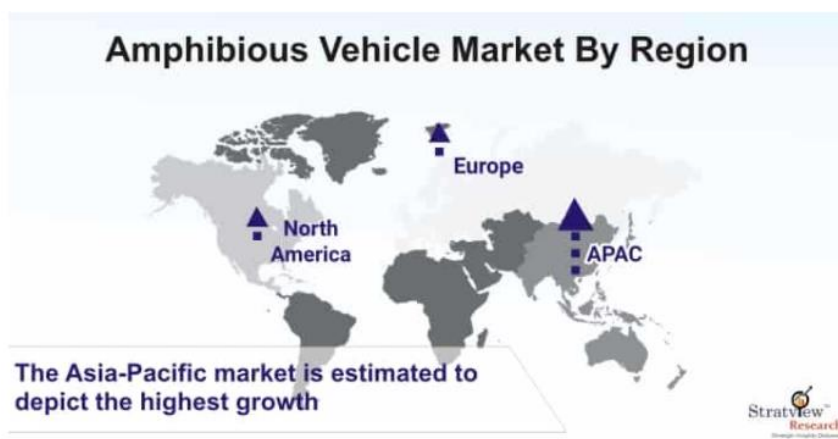 Amphibious Vehicle Market By Region
Europe
North
America
APAC
The Asia-Pacific market is estimated to
depict the highest growth
Stratview™
Research